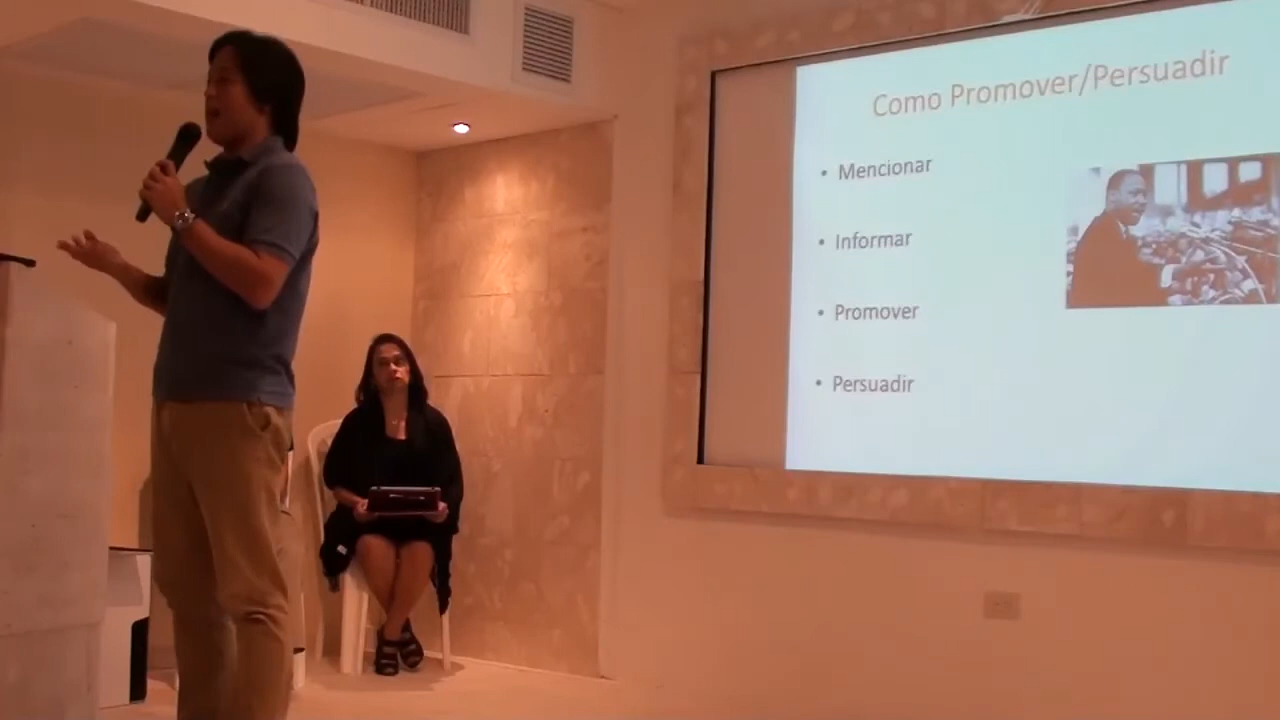 Como Promover/Persuadir
• Mencionar
• Informar
• Promover
• Persuadir